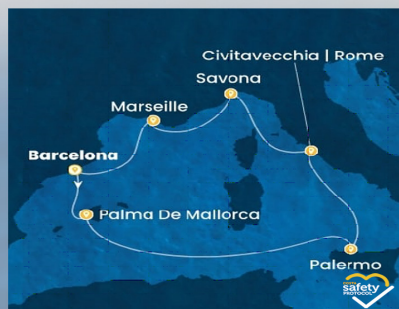 Civitavecchia | Rome
Savona
Marseille
Barcelona
Palma De Mallorca
Palermo
safety
PROTOCOL